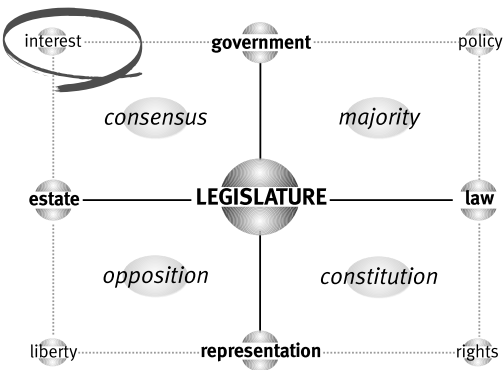 interest
government
policy
consensus
majority
estate
LEGISLATURE
law
opposition
constitution
liberty
representation
rights